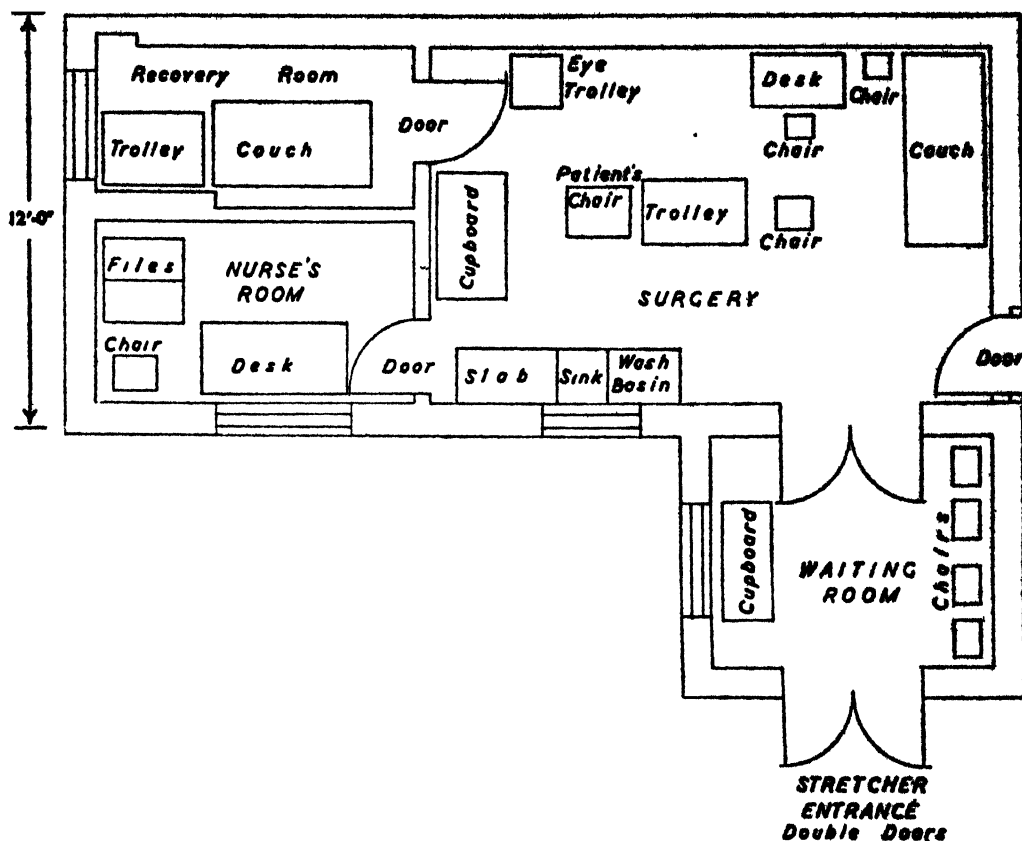 Recovery Room
Trolley
Couch
Door
Eye
Trolley
Desk
Chair
Chair
Couch
Patient's
Chair
Trolley
Chair
Cupboard
12'-0"
Files
NURSE'S
ROOM
SURGERY
Chair
Desk
Door
Slab
Sink
Wash
Basin
Door
Cupboard
WAITING
ROOM
Chairs
STRETCHER
ENTRANCE
Double Doors